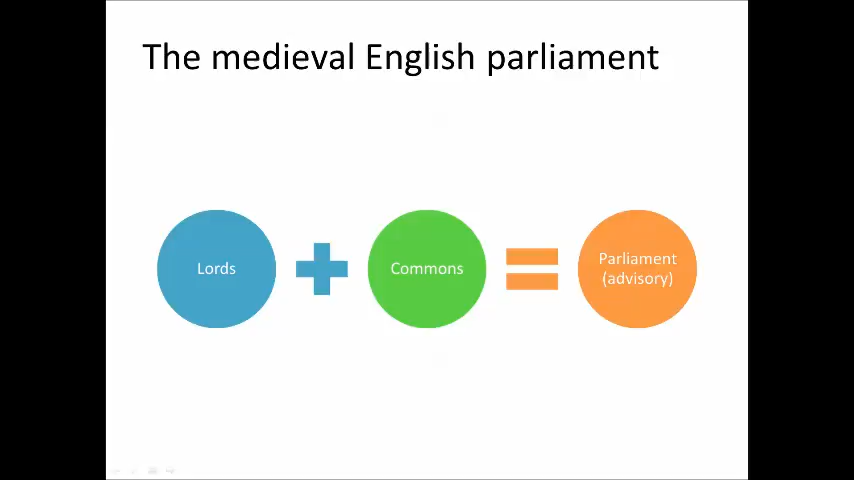 The medieval English parliament
Lords
Commons
Parliament
(advisory)